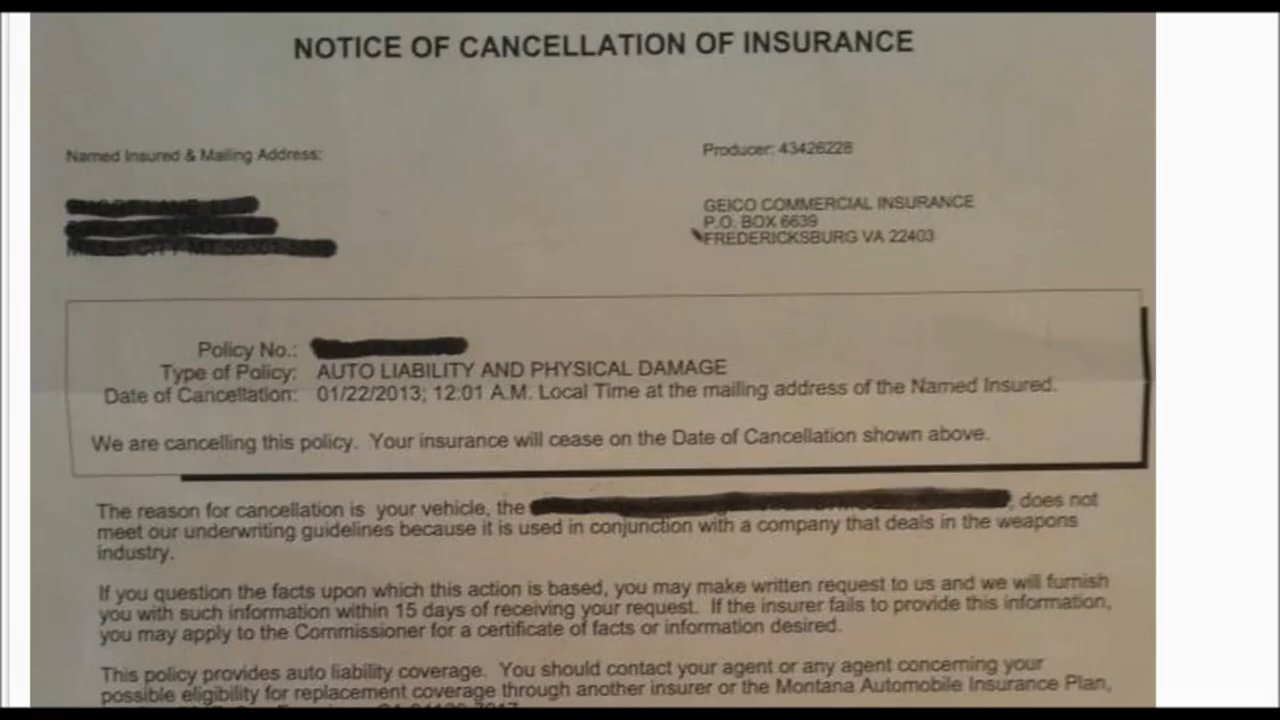 NOTICE OF CANCELLATION OF INSURANCE
Named Insured & Mailing Address:
Producer: 43426228
GEICO COMMERCIAL INSURANCE
P.O. BOX 6639
FREDERICKSBURG VA 22403
Policy No.:
Type of Policy: AUTO LIABILITY AND PHYSICAL DAMAGE
Date of Cancellation: 01/22/2013; 12:01 A.M. Local Time at the mailing address of the Named Insured.
We are cancelling this policy. Your insurance will cease on the Date of Cancellation shown above.
The reason for cancellation is your vehicle, the , does not
meet our underwriting guidelines because it is used in conjunction with a company that deals in the weapons
industry.
If you question the facts upon which this action is based, you may make written request to us and we will furnish
you with such information within 15 days of receiving your request. If the insurer fails to provide this information,
you may apply to the Commissioner for a certificate of facts or information desired.
This policy provides auto liability coverage. You should contact your agent or any agent concerning your
possible eligibility for replacement coverage through another insurer or the Montana Automobile Insurance Plan,